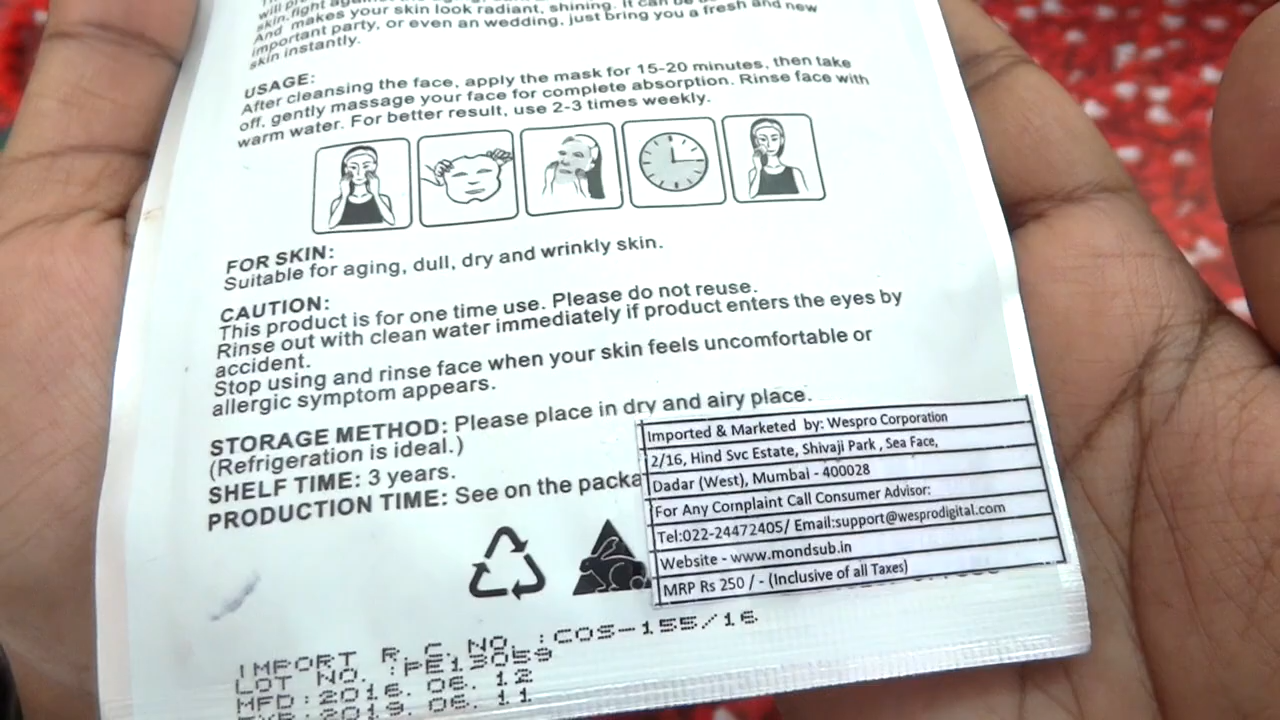 skin right
And makes your skin look radiant, shining. It can be
important party, or even an wedding, just bring you a fresh and new
skin instantly.
USAGE:
After cleansing the face, apply the mask for 15-20 minutes, then take
off, gently massage your face for complete absorption. Rinse face with
warm water. For better result, use 2-3 times weekly.
FOR SKIN:
Suitable for aging, dull, dry and wrinkly skin.
CAUTION:
This product is for one time use. Please do not reuse.
Rinse out with clean water immediately if product enters the eyes by
accident.
Stop using and rinse face when your skin feels uncomfortable or
allergic symptom appears.
STORAGE METHOD: Please place in dry and airy place.
(Refrigeration is ideal.)
SHELF TIME: 3 years.
PRODUCTION TIME: See on the packa
Imported & Marketed by: Wespro Corporation
2/16, Hind Svc Estate, Shivaji Park , Sea Face,
Dadar (West), Mumbai - 400028
For Any Complaint Call Consumer Advisor:
Tel:022-24472405/ Email:support@wesprodigital.com
Website - www.mondsub.in
MRP Rs 250 / - (Inclusive of all Taxes)
IMPORT R. C. NO. :COS-155/16
LOT NO. :PE13059
MFD: 2016. 06. 12
EXP: 2019. 06. 11